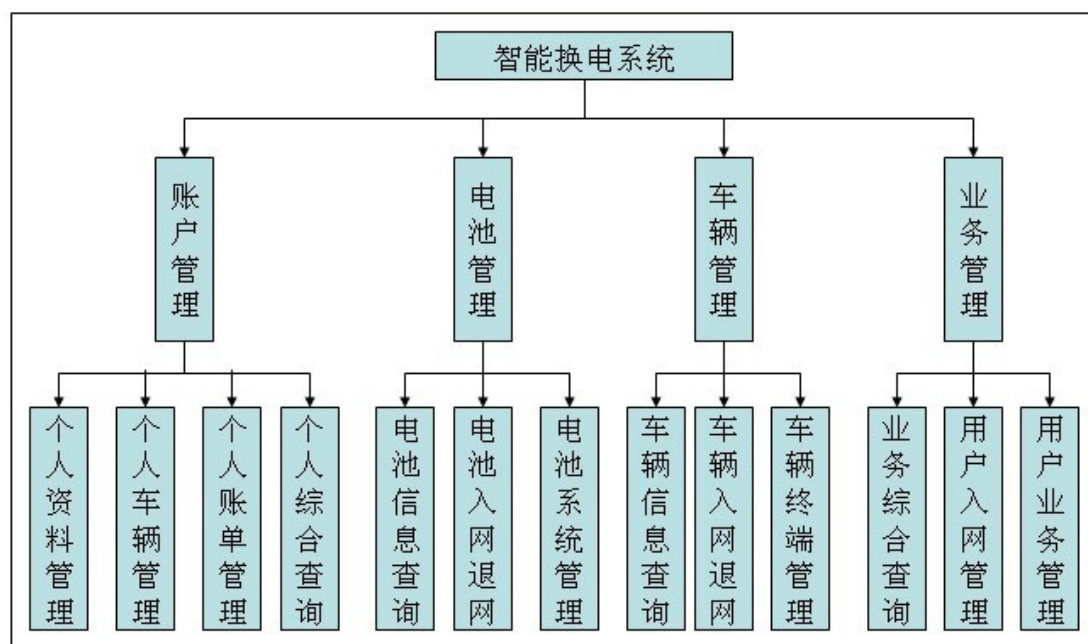 智能换电系统
账户管理
电池管理
车辆管理
业务管理
个人资料管理
个人车辆管理
个人账单管理
个人综合查询
电池信息查询
电池入网退网
电池系统管理
车辆信息查询
车辆入网退网
车辆终端管理
业务综合查询
用户入网管理
用户业务管理